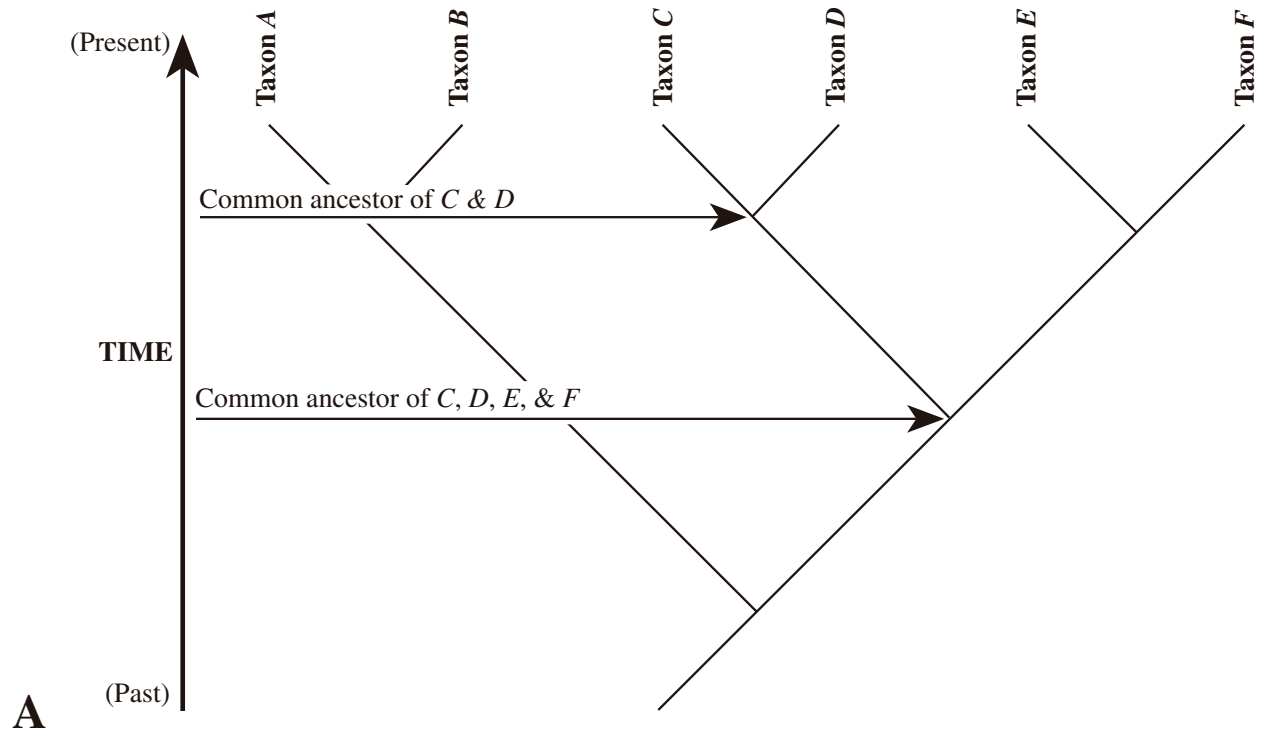 (Present)
Taxon A
Taxon B
Taxon C
Taxon D
Taxon E
Taxon F
Common ancestor of C & D
TIME
Common ancestor of C, D, E, & F
(Past)
A